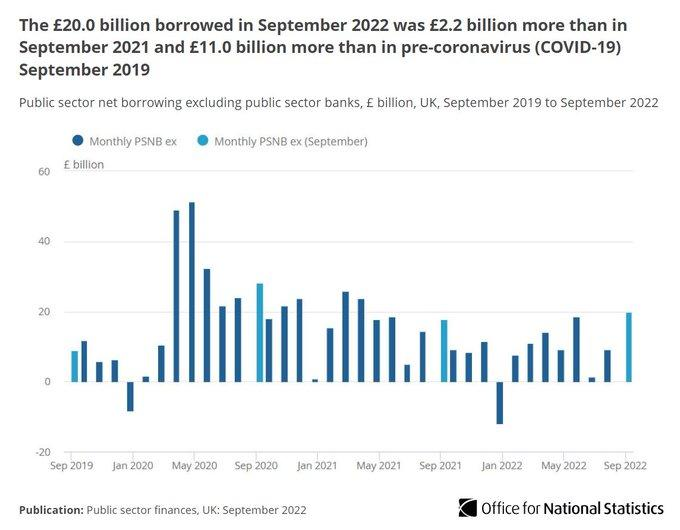 The £20.0 billion borrowed in September 2022 was £2.2 billion more than in
September 2021 and £11.0 billion more than in pre-coronavirus (COVID-19)
September 2019
Public sector net borrowing excluding public sector banks, £ billion, UK, September 2019 to September 2022
Monthly PSNB ex Monthly PSNB ex (September)
£ billion
60
40
20
0
-20
Sep 2019 Jan 2020 May 2020 Sep 2020 Jan 2021 May 2021 Sep 2021 Jan 2022 May 2022 Sep 2022
Publication: Public sector finances, UK: September 2022
Office for National Statistics